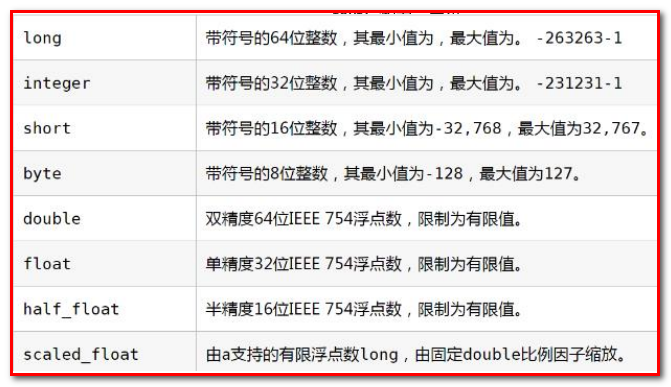 long 带符号的64位整数，其最小值为，最大值为。 -263263-1
integer 带符号的32位整数，其最小值为，最大值为。 -231231-1
short 带符号的16位整数，其最小值为-32,768，最大值为32,767。
byte 带符号的8位整数，其最小值为-128，最大值为127。
double 双精度64位IEEE 754浮点数，限制为有限值。
float 单精度32位IEEE 754浮点数，限制为有限值。
half_float 半精度16位IEEE 754浮点数，限制为有限值。
scaled_float 由a支持的有限浮点数long，由固定double比例因子缩放。